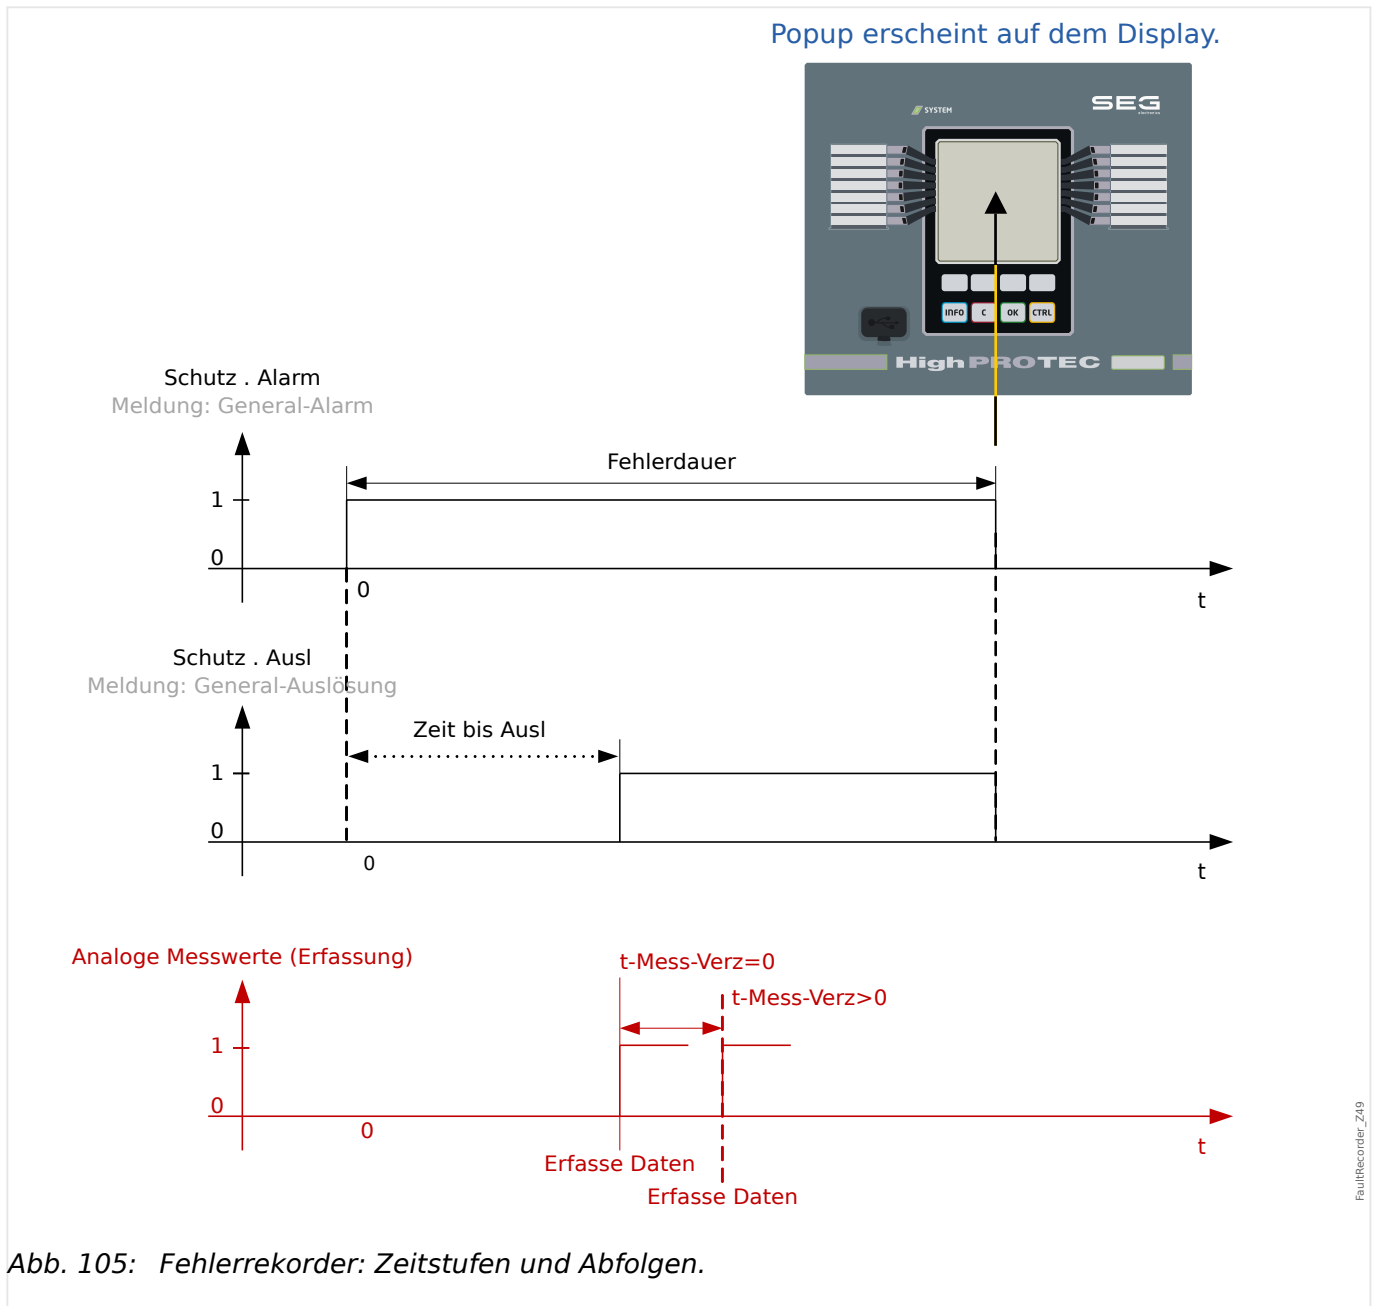 Popup erscheint auf dem Display.
SYSTEM
SEG
electronics
INFO
C
OK
CTRL
HighPROTEC
Schutz . Alarm
Meldung: General-Alarm
Fehlerdauer
1
0
0
t
Schutz . Ausl
Meldung: General-Auslösung
Zeit bis Ausl
1
0
0
t
Analoge Messwerte (Erfassung)
t-Mess-Verz=0
t-Mess-Verz>0
1
0
0
t
Erfasse Daten
Erfasse Daten
FaultRecorder_Z49
Abb. 105: Fehlerrekorder: Zeitstufen und Abfolgen.